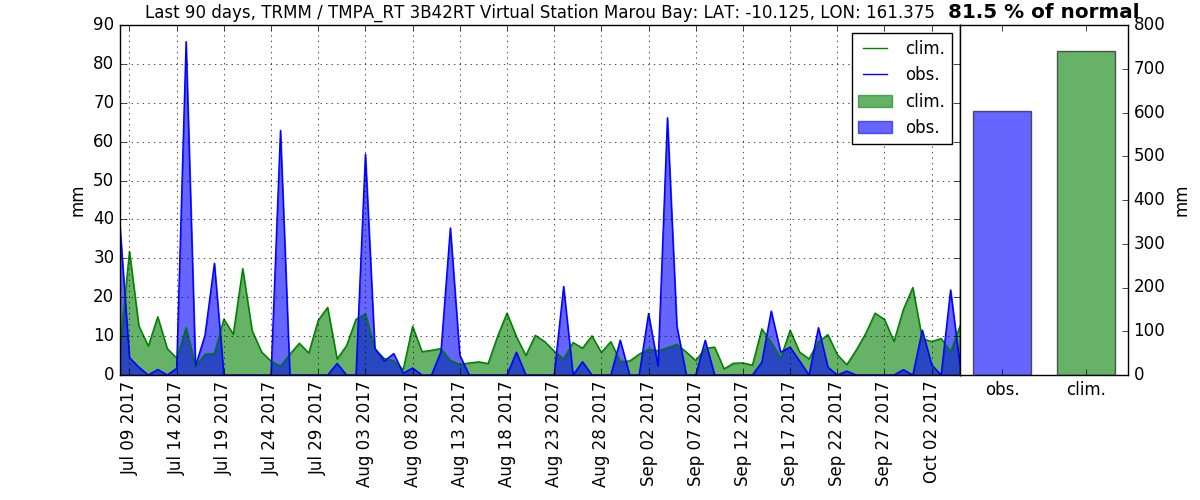 Last 90 days, TRMM / TMPA_RT 3B42RT Virtual Station Marou Bay: LAT: -10.125, LON: 161.375 81.5 % of normal
90
80
70
60
50
40
30
20
10
0
mm
clim.
obs.
clim.
obs.
Jul 09 2017
Jul 14 2017
Jul 19 2017
Jul 24 2017
Jul 29 2017
Aug 03 2017
Aug 08 2017
Aug 13 2017
Aug 18 2017
Aug 23 2017
Aug 28 2017
Sep 02 2017
Sep 07 2017
Sep 12 2017
Sep 17 2017
Sep 22 2017
Sep 27 2017
Oct 02 2017
800
700
600
500
400
300
200
100
0
mm
obs.
clim.